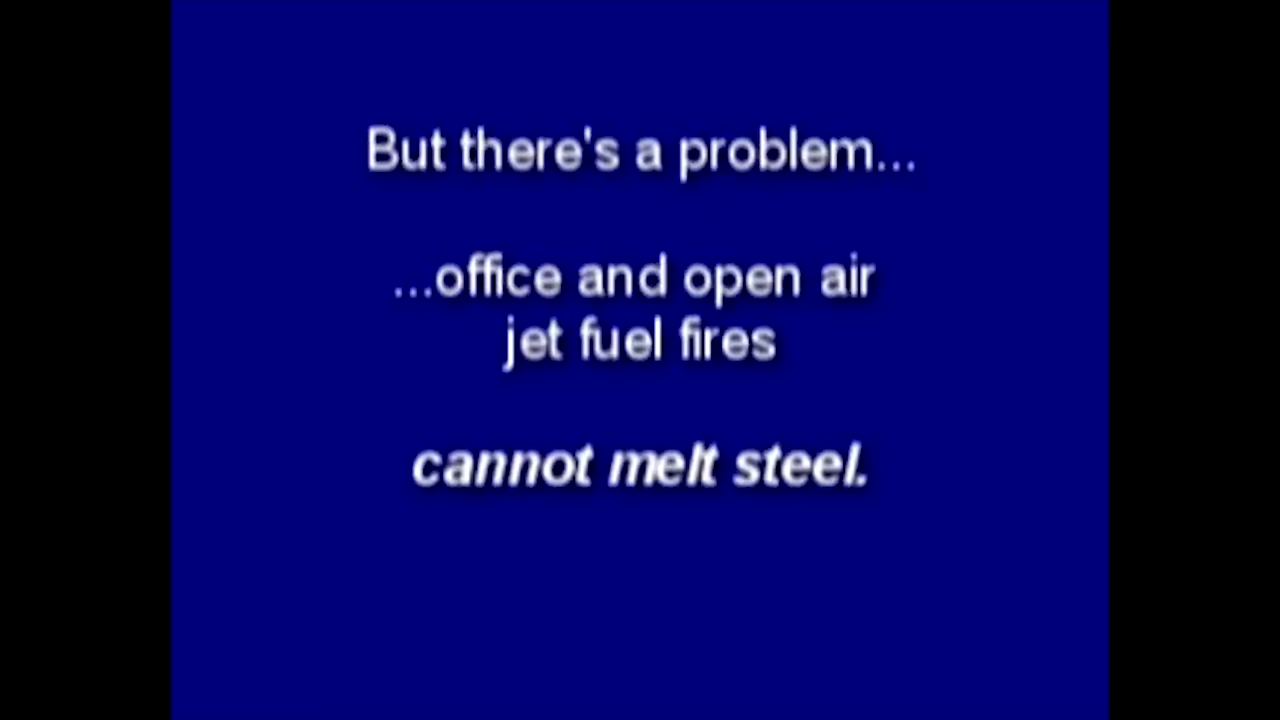 But there's a problem...
...office and open air
jet fuel fires
cannot melt steel.